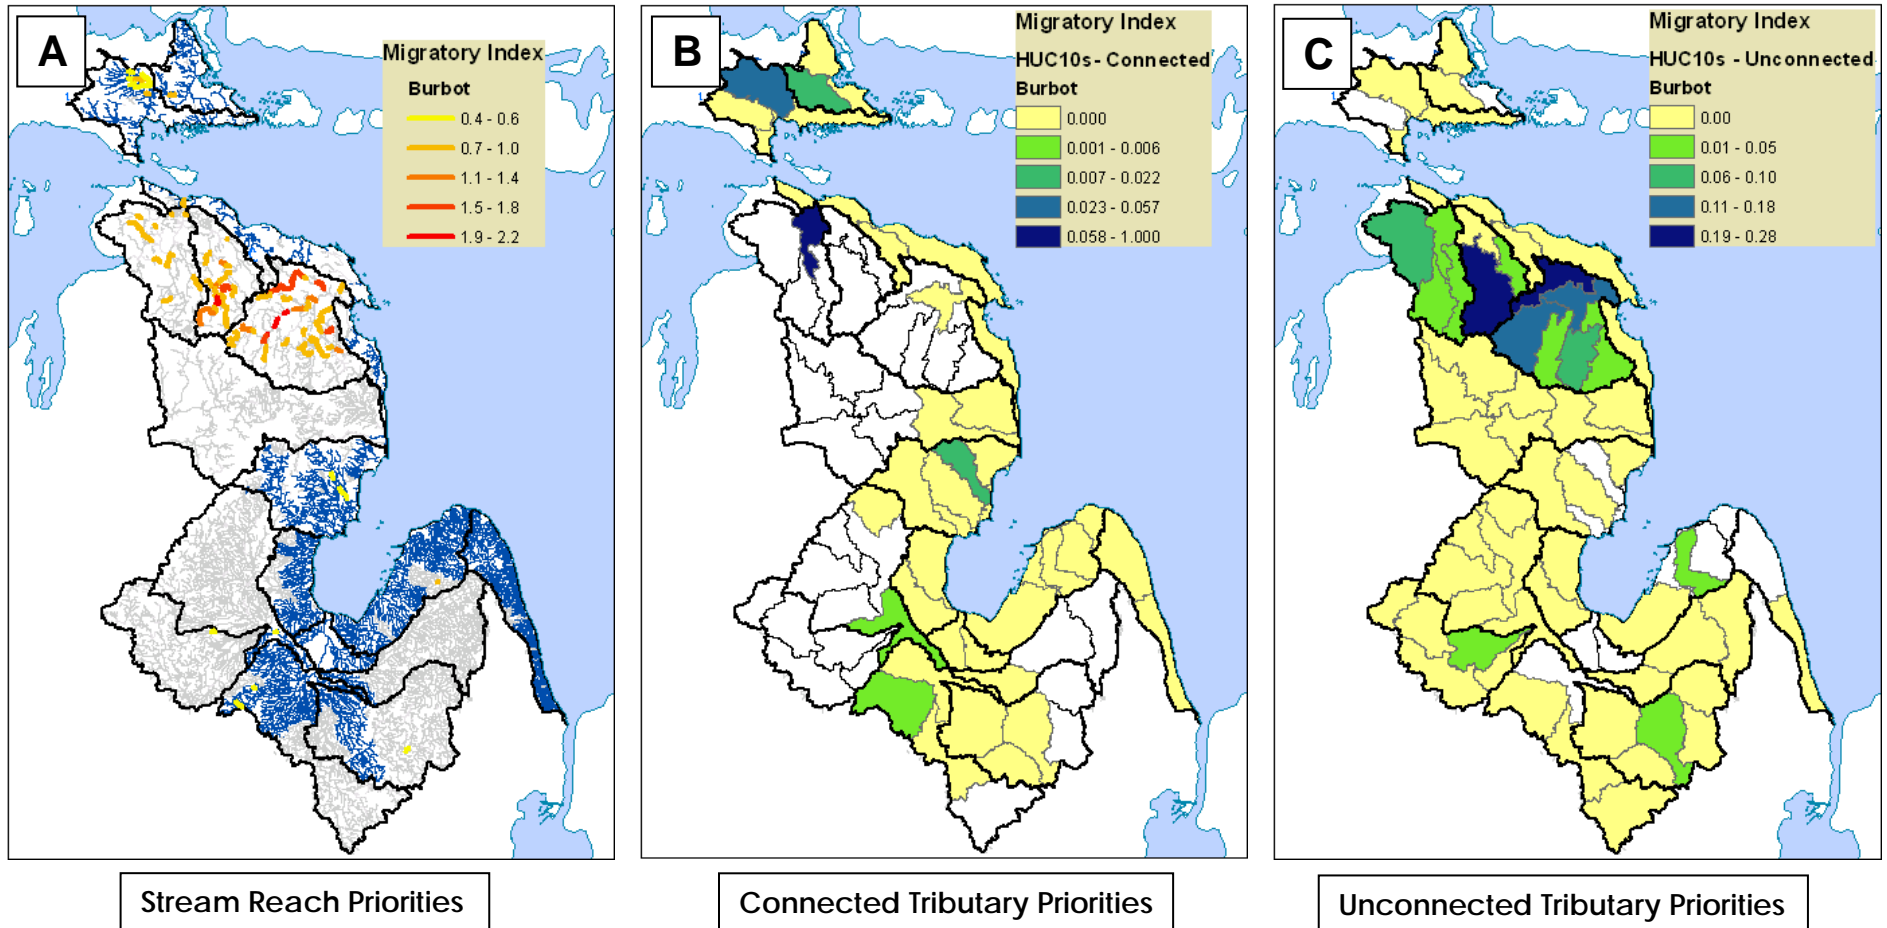 A
Migratory Index
Burbot
0.4 - 0.6
0.7 - 1.0
1.1 - 1.4
1.5 - 1.8
1.9 - 2.2
Stream Reach Priorities
B
Migratory Index
HUC10s - Connected
Burbot
0.000
0.001 - 0.006
0.007 - 0.022
0.023 - 0.057
0.058 - 1.000
Connected Tributary Priorities
C
Migratory Index
HUC10s - Unconnected
Burbot
0.00
0.01 - 0.05
0.06 - 0.10
0.11 - 0.18
0.19 - 0.28
Unconnected Tributary Priorities